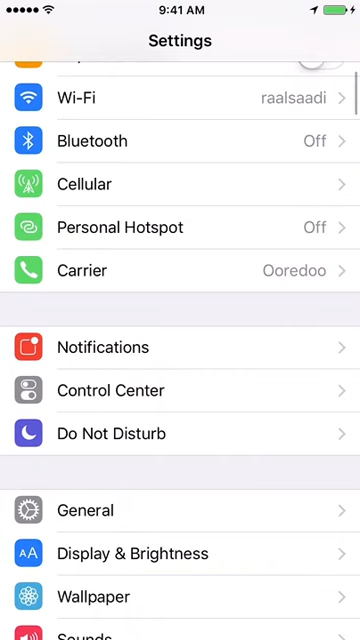 9:41 AM
Settings
Wi-Fi raalsaadi
Bluetooth Off
Cellular
Personal Hotspot Off
Carrier Ooredoo
Notifications
Control Center
Do Not Disturb
General
AA Display & Brightness
Wallpaper
Sounds